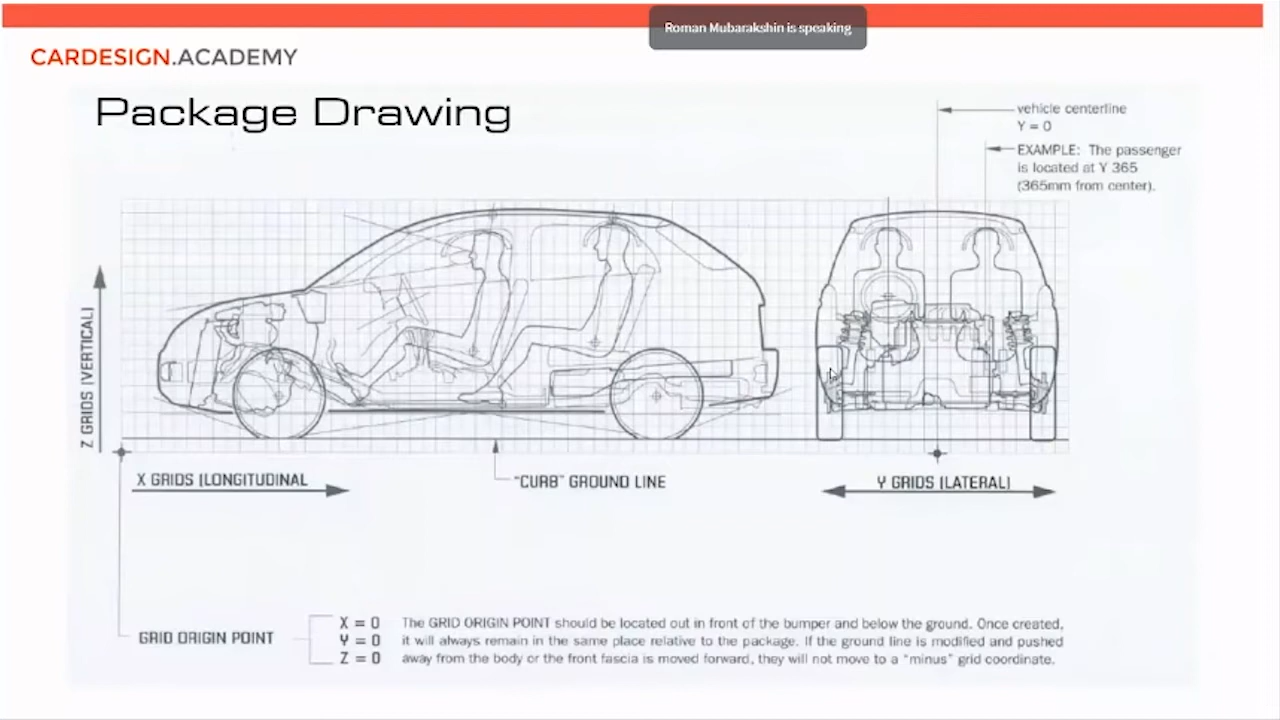 Roman Mubarakshin is speaking
CARDESIGN.ACADEMY
Package Drawing
vehicle centerline
Y = 0
EXAMPLE: The passenger
is located at Y 365
(365mm from center).
Z GRIDS (VERTICAL)
X GRIDS (LONGITUDINAL
"CURB" GROUND LINE
Y GRIDS (LATERAL)
GRID ORIGIN POINT
X = 0
Y = 0
Z = 0
The GRID ORIGIN POINT should be located out in front of the bumper and below the ground. Once created,
it will always remain in the same place relative to the package. If the ground line is modified and pushed
away from the body or the front fascia is moved forward, they will not move to a "minus" grid coordinate.